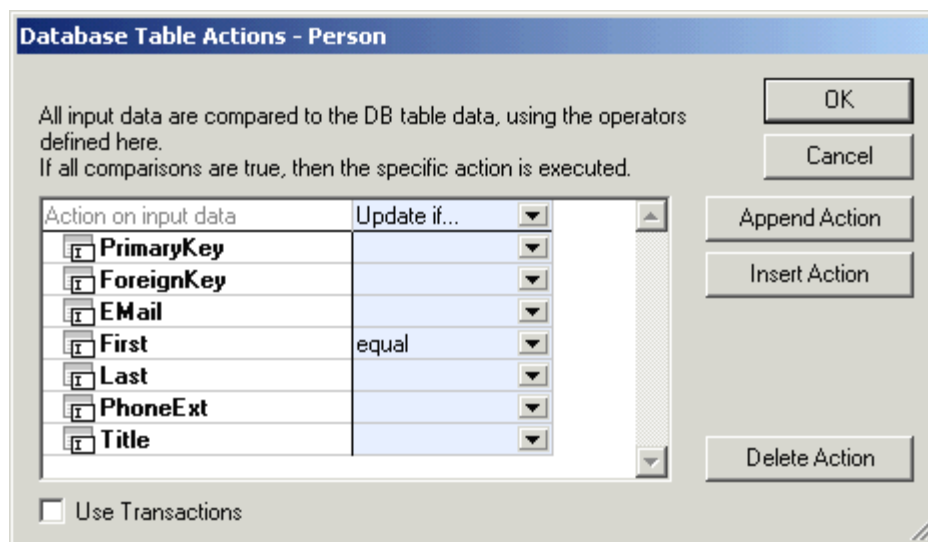 Database Table Actions - Person
All input data are compared to the DB table data, using the operators
defined here.
If all comparisons are true, then the specific action is executed.
OK
Cancel
Append Action
Insert Action
Delete Action
Action on input data Update if...
PrimaryKey
ForeignKey
EMail
First equal
Last
PhoneExt
Title
Use Transactions